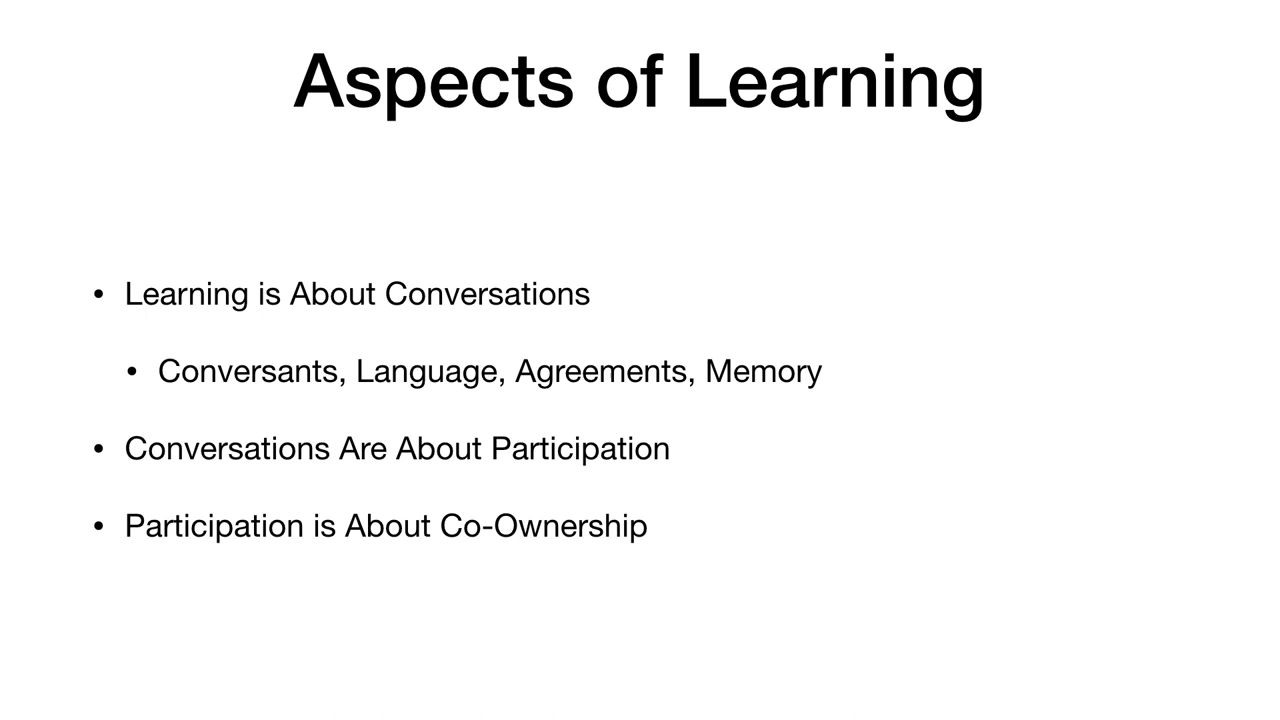 Aspects of Learning
• Learning is About Conversations
• Conversants, Language, Agreements, Memory
• Conversations Are About Participation
• Participation is About Co-Ownership